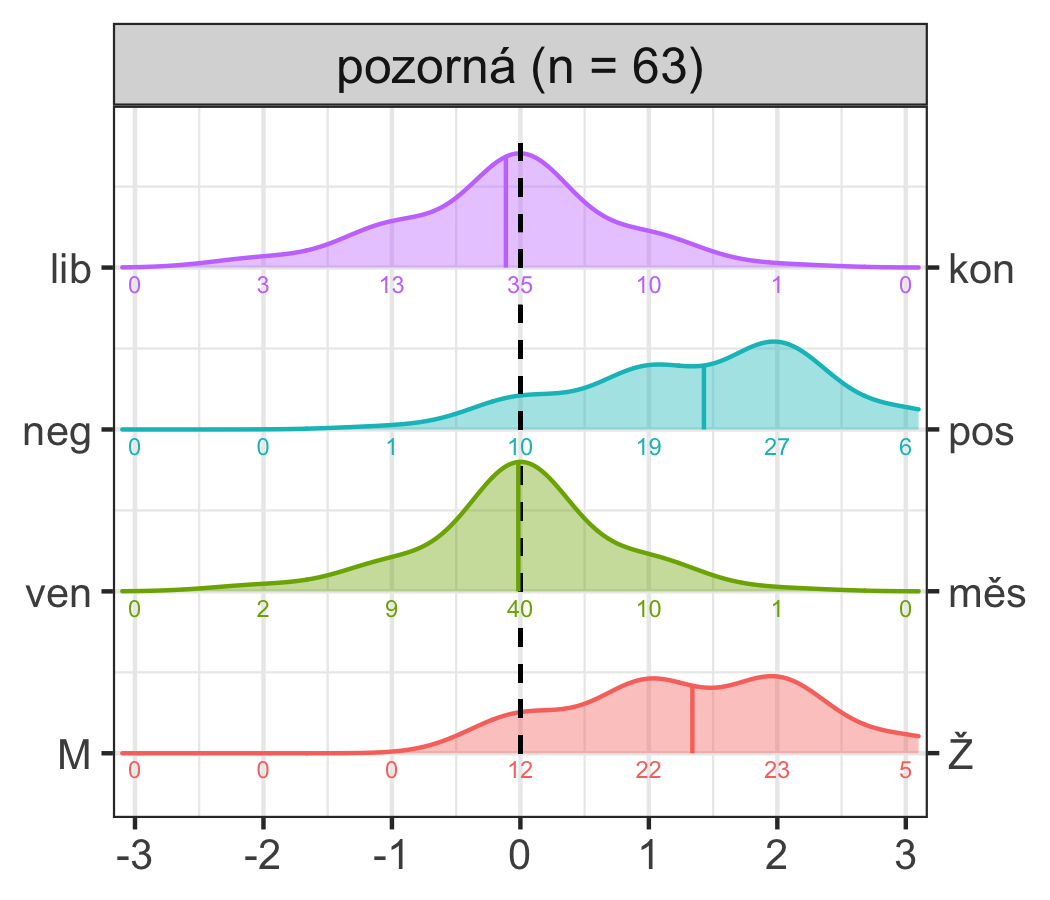 pozorná (n = 63)
lib kon
0 3 13 35 10 1 0
neg pos
0 0 1 10 19 27 6
ven měs
0 2 9 40 10 1 0
M Ž
0 0 0 12 22 23 5
-3 -2 -1 0 1 2 3